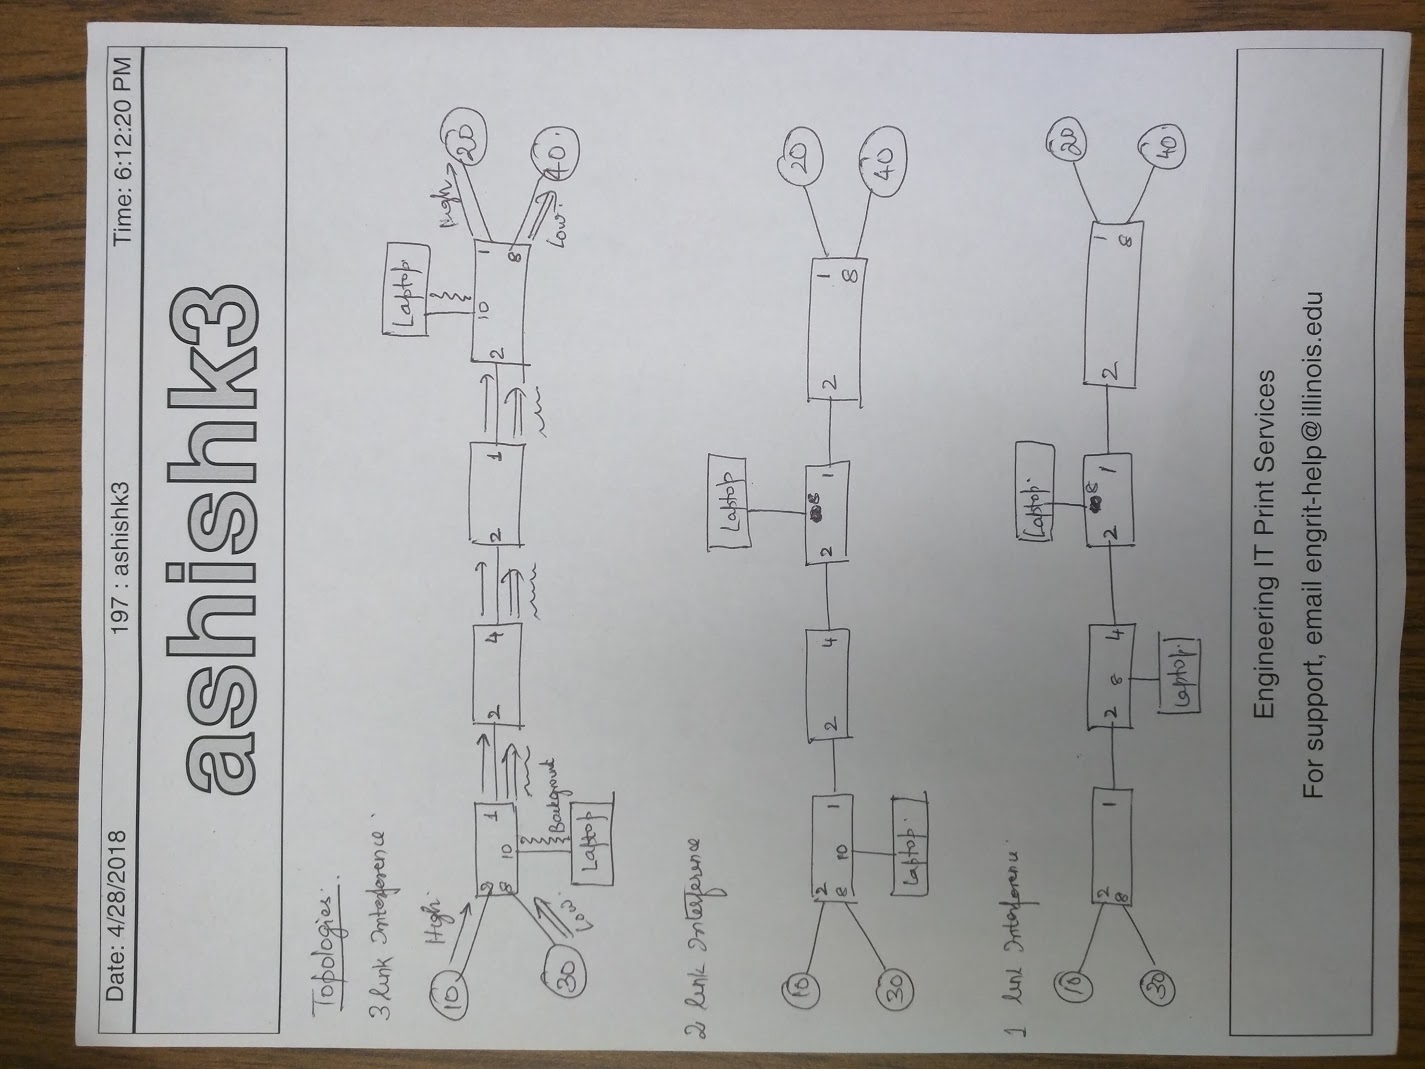 Date: 4/28/2018 197 : ashishk3 Time: 6:12:20 PM
ashishk3
Topologies:
3 link Interference.
High High
10 20
2 1 2 4 2 1 2 1
8 10 10 8
30 40
Low Low.
Background
Laptop Laptop
2 link Interference
10 20
2 1 2 4 2 8 1 2 1
8 10 8
30 40
Laptop Laptop
1 link Interference
10 20
2 1 2 8 4 2 8 1 2 1
8 8
30 40
Laptop Laptop
Engineering IT Print Services
For support, email engrit-help@illinois.edu